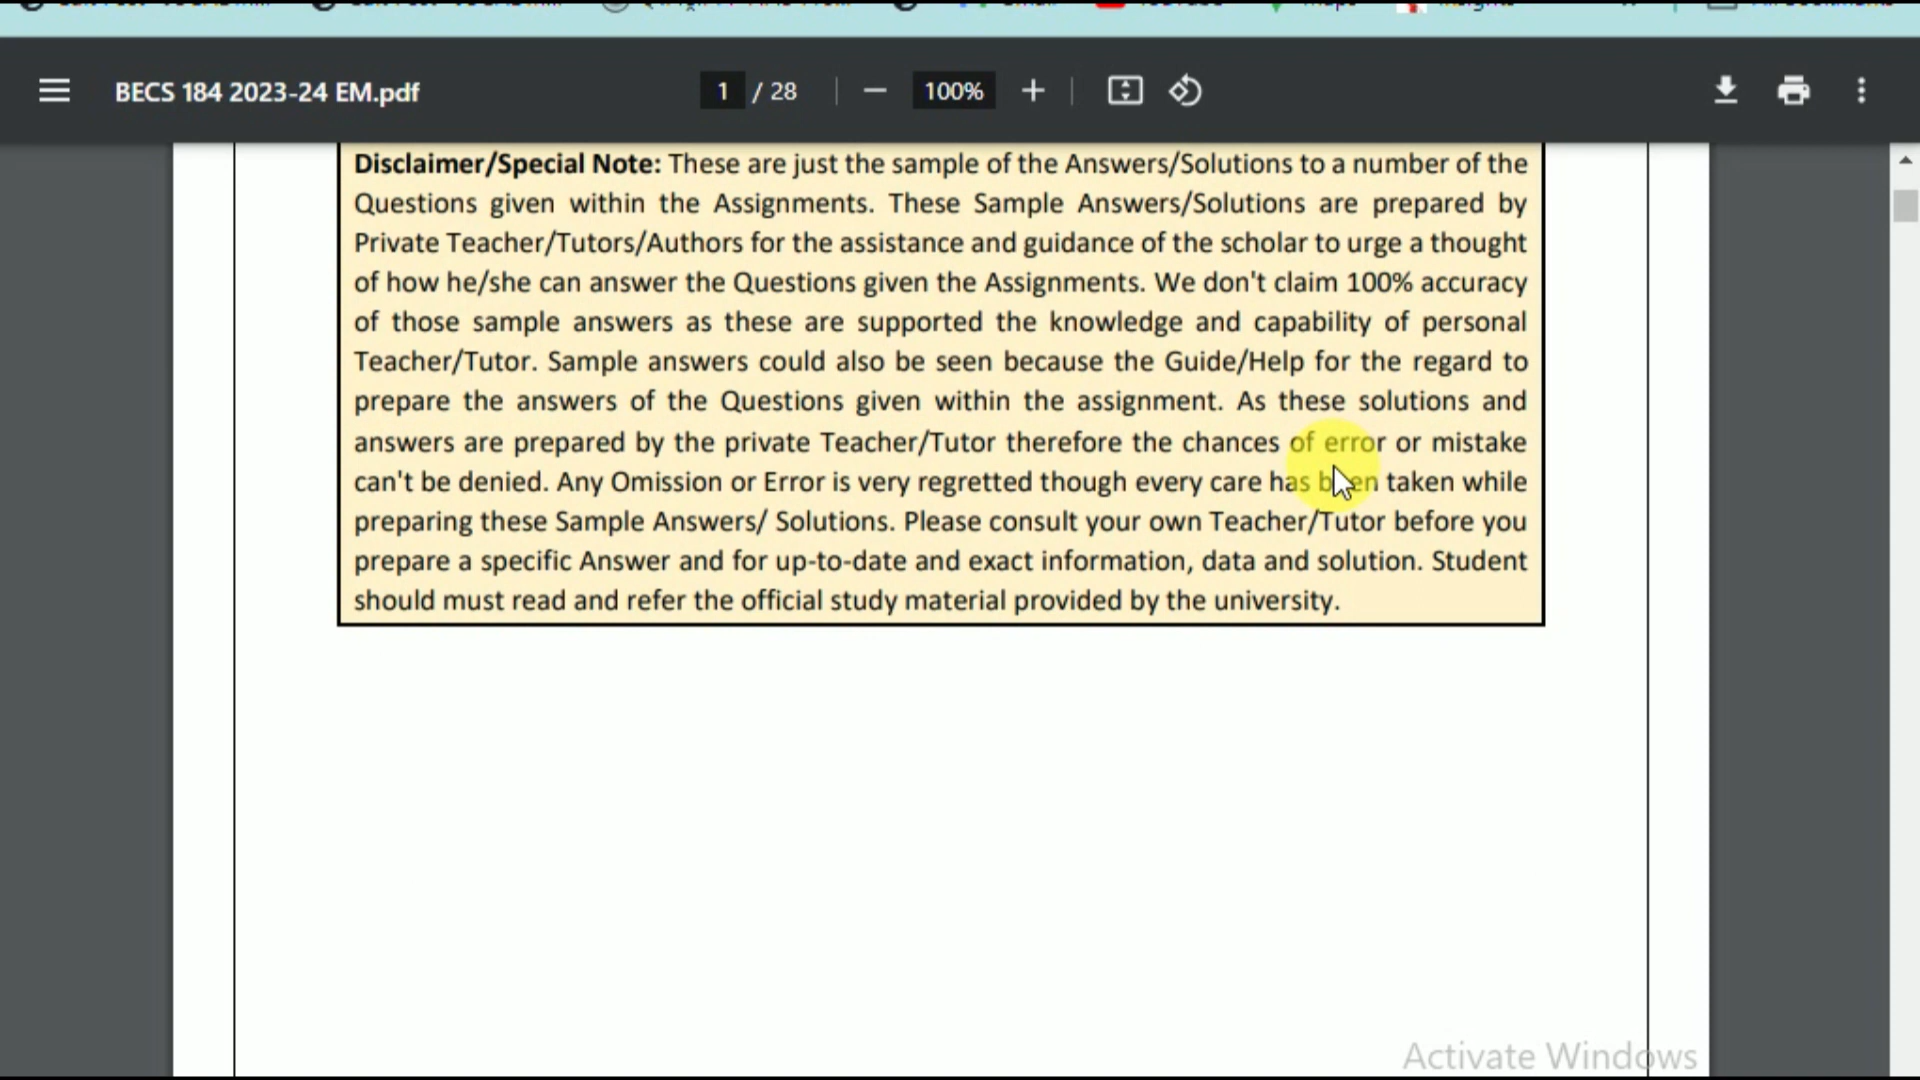 BECS 184 2023-24 EM.pdf
1 / 28
100%
Disclaimer/Special Note: These are just the sample of the Answers/Solutions to a number of the
Questions given within the Assignments. These Sample Answers/Solutions are prepared by
Private Teacher/Tutors/Authors for the assistance and guidance of the scholar to urge a thought
of how he/she can answer the Questions given the Assignments. We don't claim 100% accuracy
of those sample answers as these are supported the knowledge and capability of personal
Teacher/Tutor. Sample answers could also be seen because the Guide/Help for the regard to
prepare the answers of the Questions given within the assignment. As these solutions and
answers are prepared by the private Teacher/Tutor therefore the chances of error or mistake
can't be denied. Any Omission or Error is very regretted though every care has been taken while
preparing these Sample Answers/ Solutions. Please consult your own Teacher/Tutor before you
prepare a specific Answer and for up-to-date and exact information, data and solution. Student
should must read and refer the official study material provided by the university.
Activate Windows